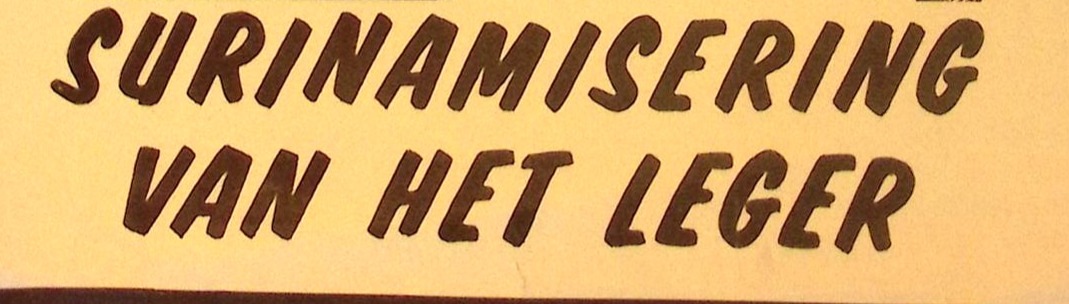 SURINAMISERING
VAN HET LEGER